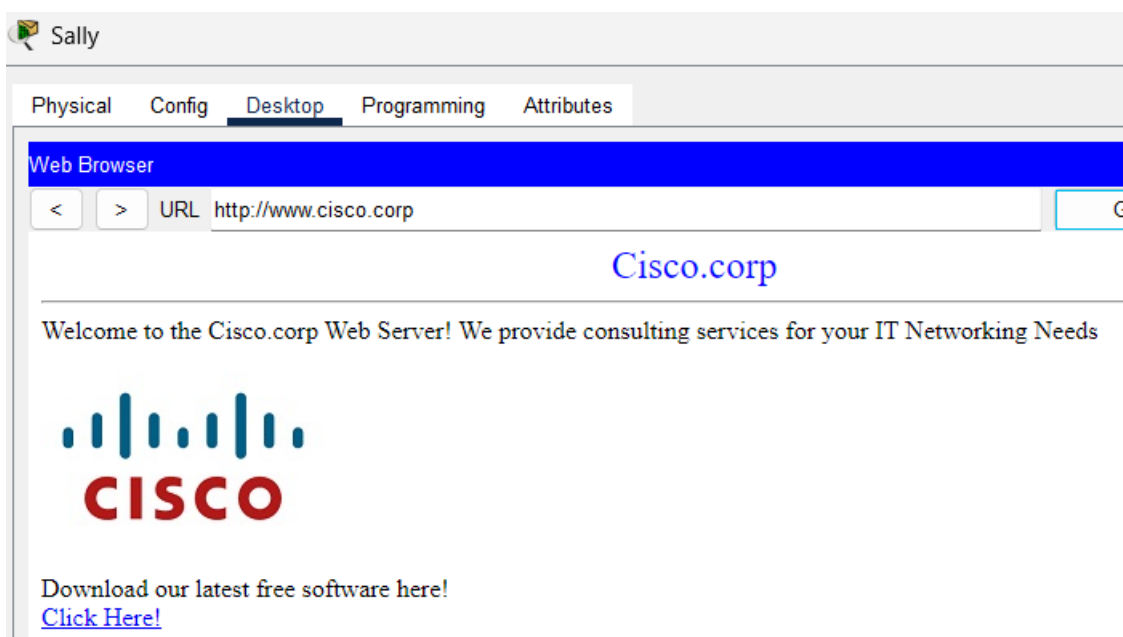 Sally
Physical Config Desktop Programming Attributes
Web Browser
< > URL http://www.cisco.corp G
Cisco.corp
Welcome to the Cisco.corp Web Server! We provide consulting services for your IT Networking Needs
CISCO
Download our latest free software here!
Click Here!